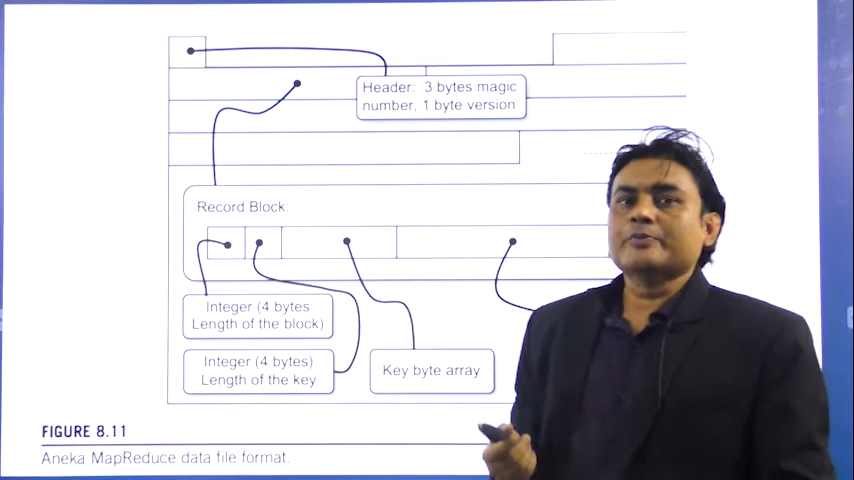 Header: 3 bytes magic
number, 1 byte version
Record Block:
Integer (4 bytes
Length of the block)
Integer (4 bytes)
Length of the key
Key byte array
FIGURE 8.11
Aneka MapReduce data file format.